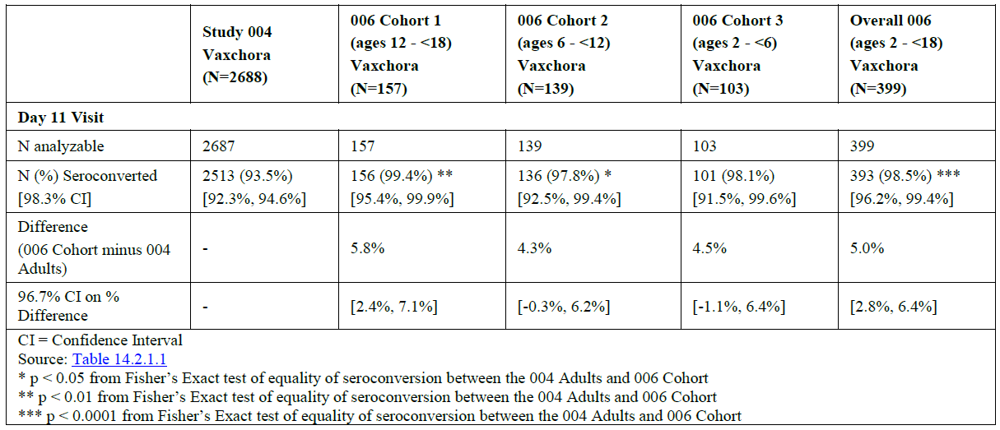 Study 004
Vaxchora
(N=2688)
006 Cohort 1
(ages 12 - <18)
Vaxchora
(N=157)
006 Cohort 2
(ages 6 - <12)
Vaxchora
(N=139)
006 Cohort 3
(ages 2 - <6)
Vaxchora
(N=103)
Overall 006
(ages 2 - <18)
Vaxchora
(N=399)
Day 11 Visit
N analyzable 2687 157 139 103 399
N (%) Seroconverted 2513 (93.5%) 156 (99.4%) ** 136 (97.8%) * 101 (98.1%) 393 (98.5%) ***
[98.3% CI] [92.3%, 94.6%] [95.4%, 99.9%] [92.5%, 99.4%] [91.5%, 99.6%] [96.2%, 99.4%]
Difference
(006 Cohort minus 004 - 5.8% 4.3% 4.5% 5.0%
Adults)
96.7% CI on %
Difference - [2.4%, 7.1%] [-0.3%, 6.2%] [-1.1%, 6.4%] [2.8%, 6.4%]
CI = Confidence Interval
Source: Table 14.2.1.1
* p < 0.05 from Fisher’s Exact test of equality of seroconversion between the 004 Adults and 006 Cohort
** p < 0.01 from Fisher’s Exact test of equality of seroconversion between the 004 Adults and 006 Cohort
*** p < 0.0001 from Fisher’s Exact test of equality of seroconversion between the 004 Adults and 006 Cohort